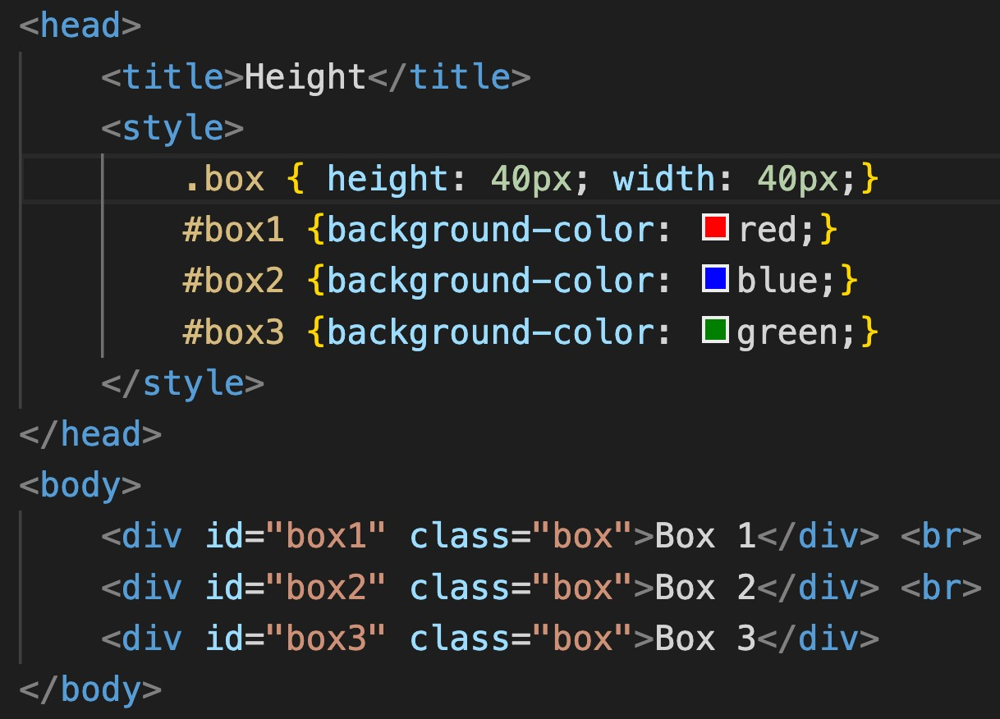 <head>
    <title>Height</title>
    <style>
        .box { height: 40px; width: 40px;}
        #box1 {background-color: red;}
        #box2 {background-color: blue;}
        #box3 {background-color: green;}
    </style>
</head>
<body>
    <div id="box1" class="box">Box 1</div> <br>
    <div id="box2" class="box">Box 2</div> <br>
    <div id="box3" class="box">Box 3</div>
</body>